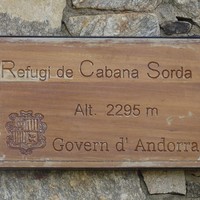 Refugi de Cabana Sorda
Alt. 2295 m
Govern d'Andorra